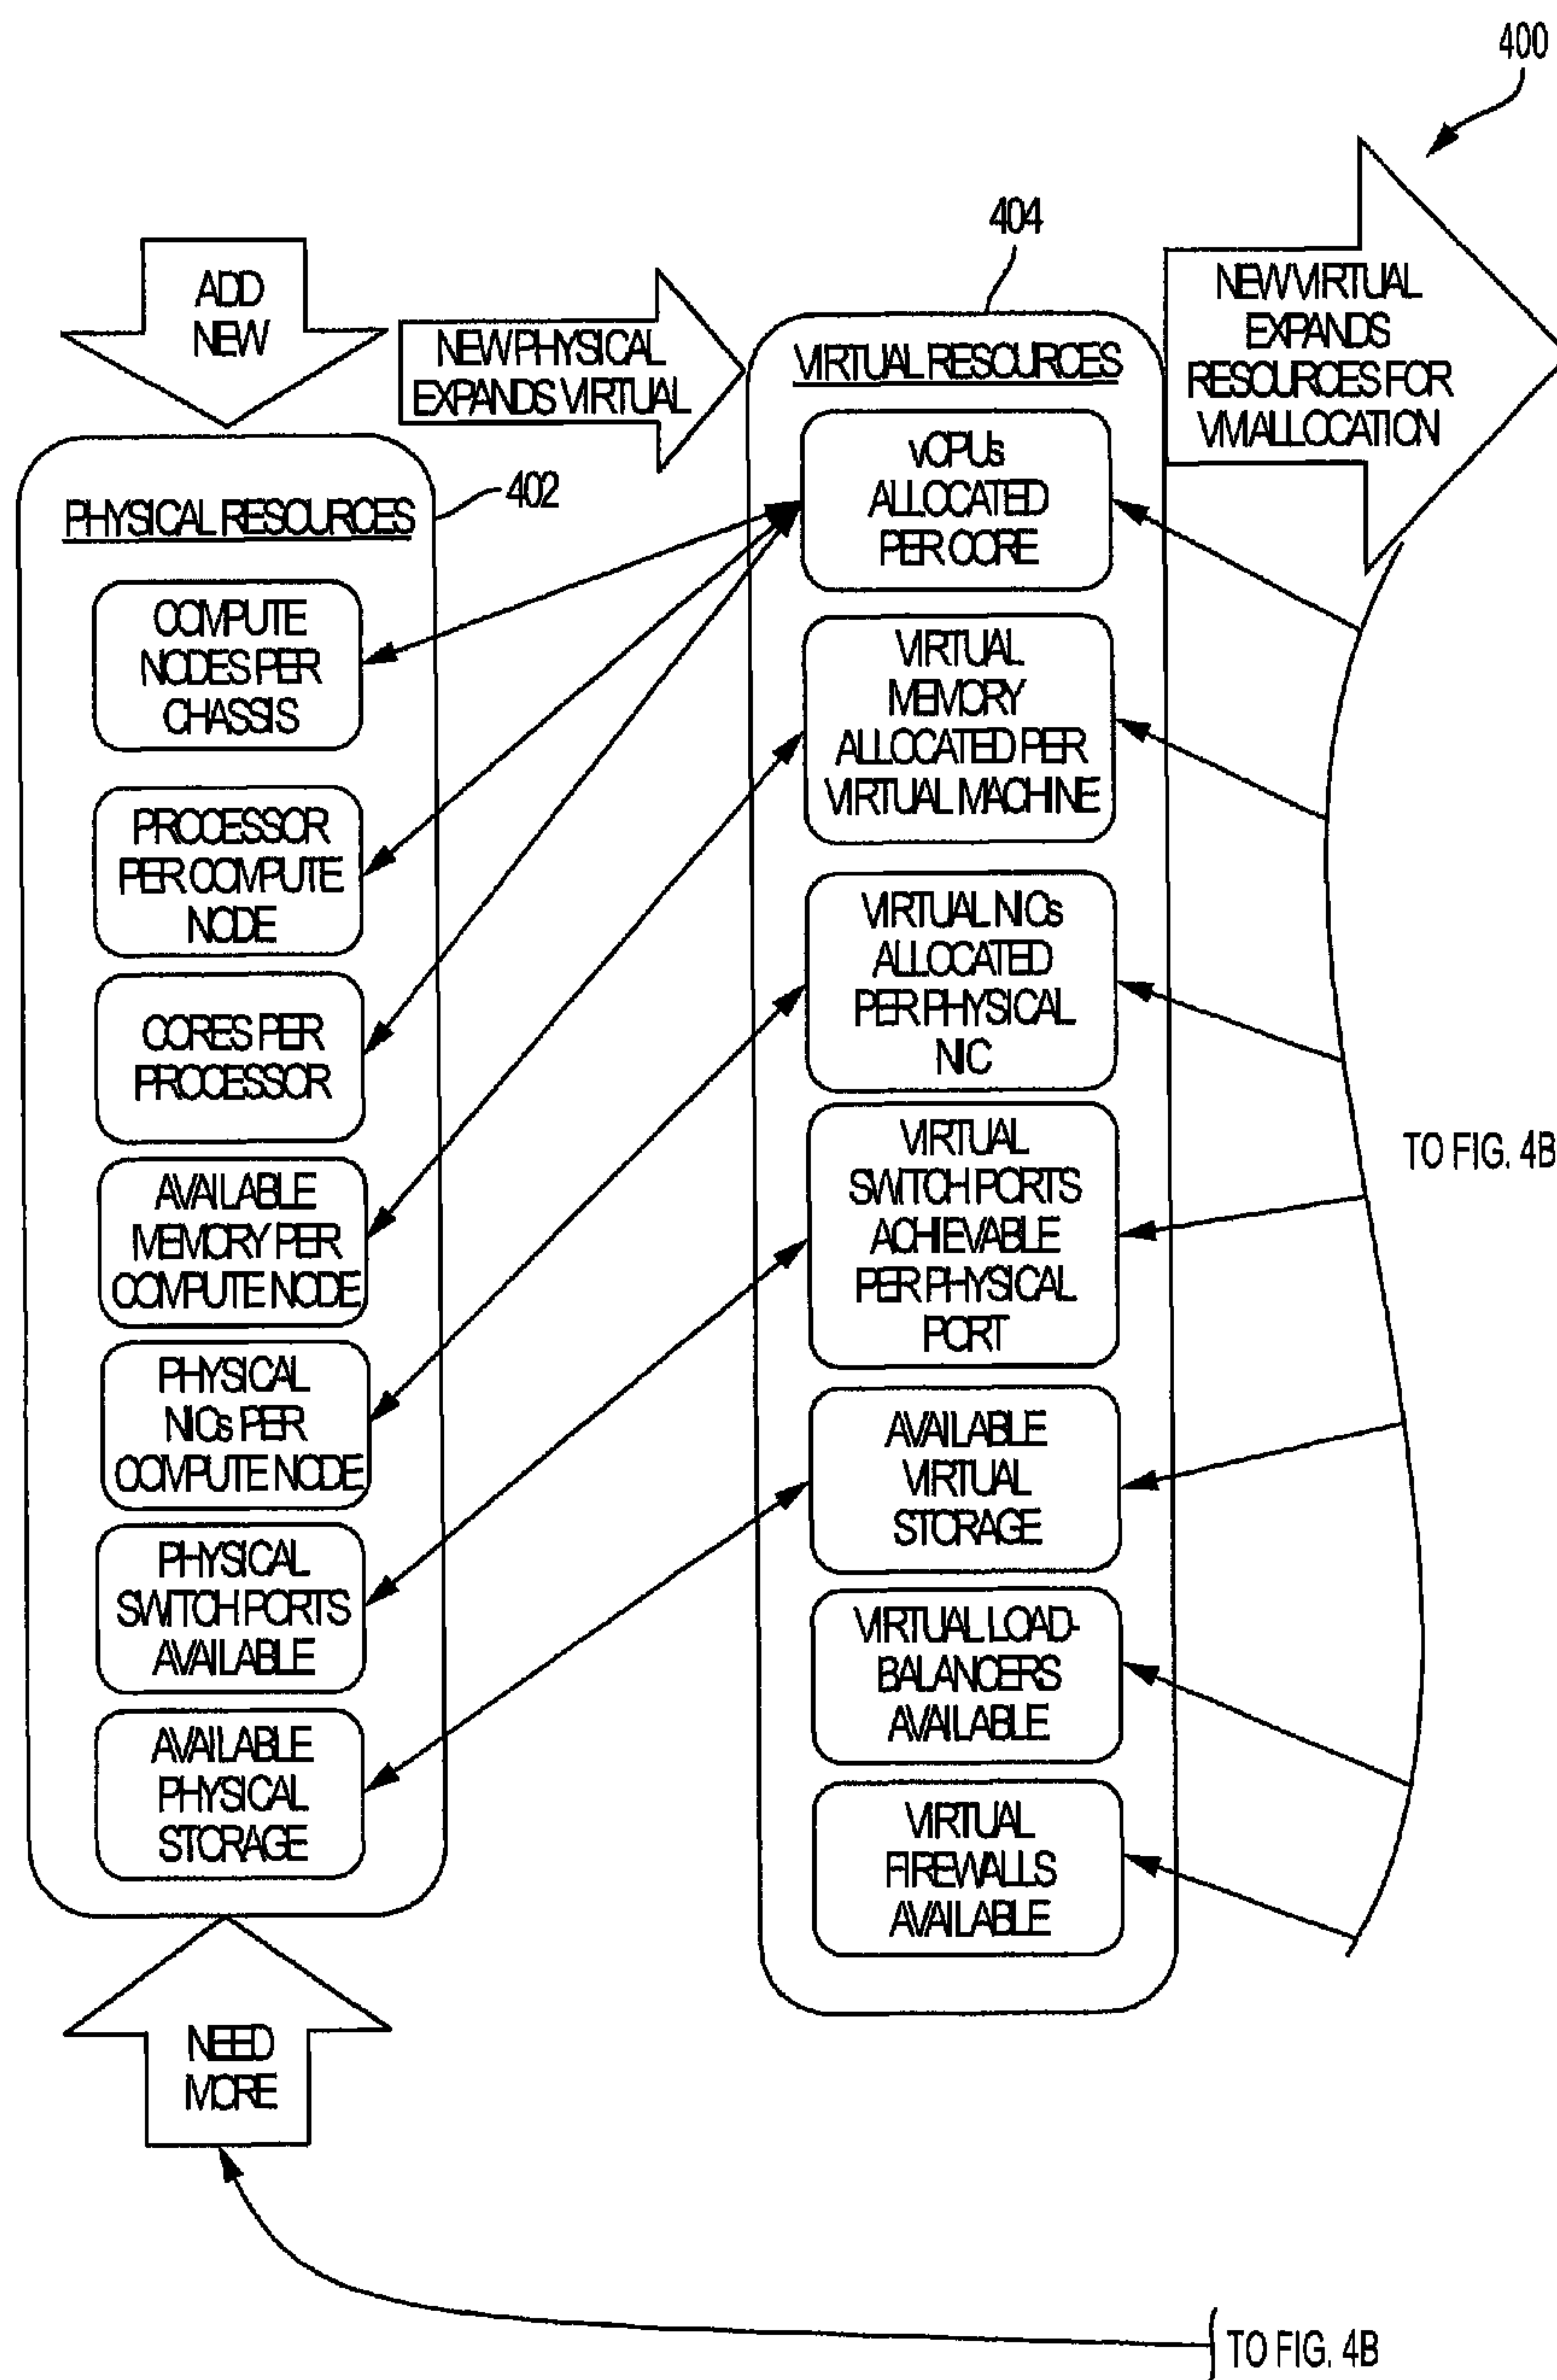 400
404
ADD
NEW
NEW PHYSICAL
EXPANDS VIRTUAL
NEW VIRTUAL
EXPANDS
RESOURCES FOR
VM ALLOCATION
402
PHYSICAL RESOURCES
COMPUTE
NODES PER
CHASSIS
PROCESSOR
PER COMPUTE
NODE
CORES PER
PROCESSOR
AVAILABLE
MEMORY PER
COMPUTE NODE
PHYSICAL
NICs PER
COMPUTE NODE
PHYSICAL
SWITCH PORTS
AVAILABLE
AVAILABLE
PHYSICAL
STORAGE
NEED
MORE
VIRTUAL RESOURCES
vCPUs
ALLOCATED
PER CORE
VIRTUAL
MEMORY
ALLOCATED PER
VIRTUAL MACHINE
VIRTUAL NICs
ALLOCATED
PER PHYSICAL
NIC
VIRTUAL
SWITCH PORTS
ACHIEVABLE
PER PHYSICAL
PORT
AVAILABLE
VIRTUAL
STORAGE
VIRTUAL LOAD-
BALANCERS
AVAILABLE
VIRTUAL
FIREWALLS
AVAILABLE
TO FIG. 4B
TO FIG. 4B